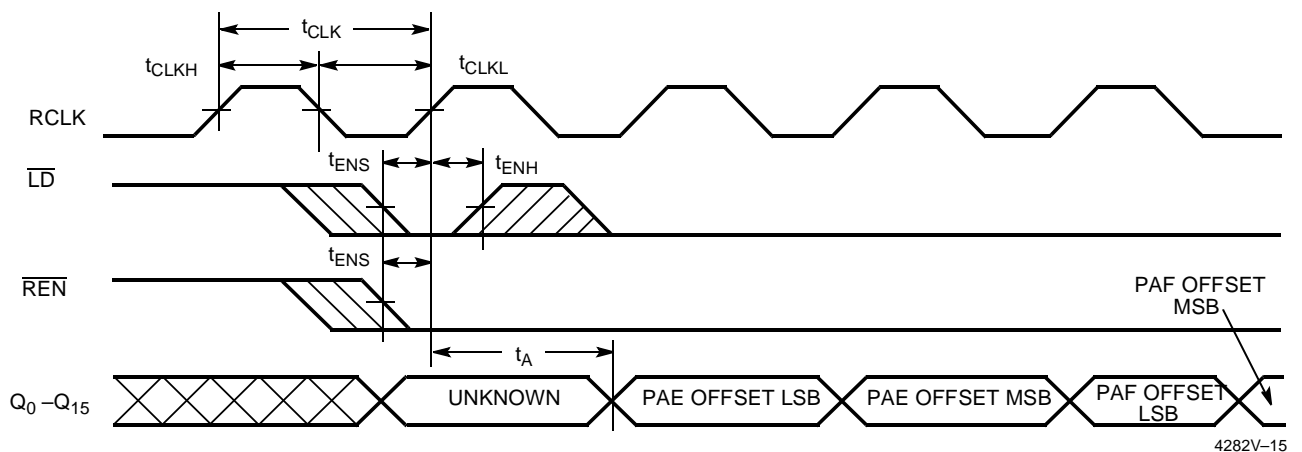 tCLK
tCLKH
tCLKL
RCLK
tENS
tENH
LD
tENS
REN
PAF OFFSET
MSB
tA
Q0 –Q15
UNKNOWN
PAE OFFSET LSB
PAE OFFSET MSB
PAF OFFSET
LSB
4282V–15